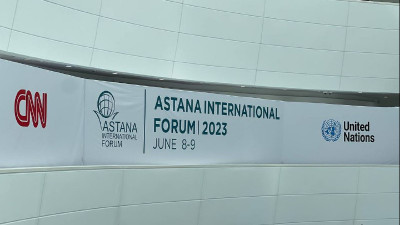 CNN
ASTANA
INTERNATIONAL
FORUM
ASTANA INTERNATIONAL
FORUM | 2023
JUNE 8-9
United
Nations